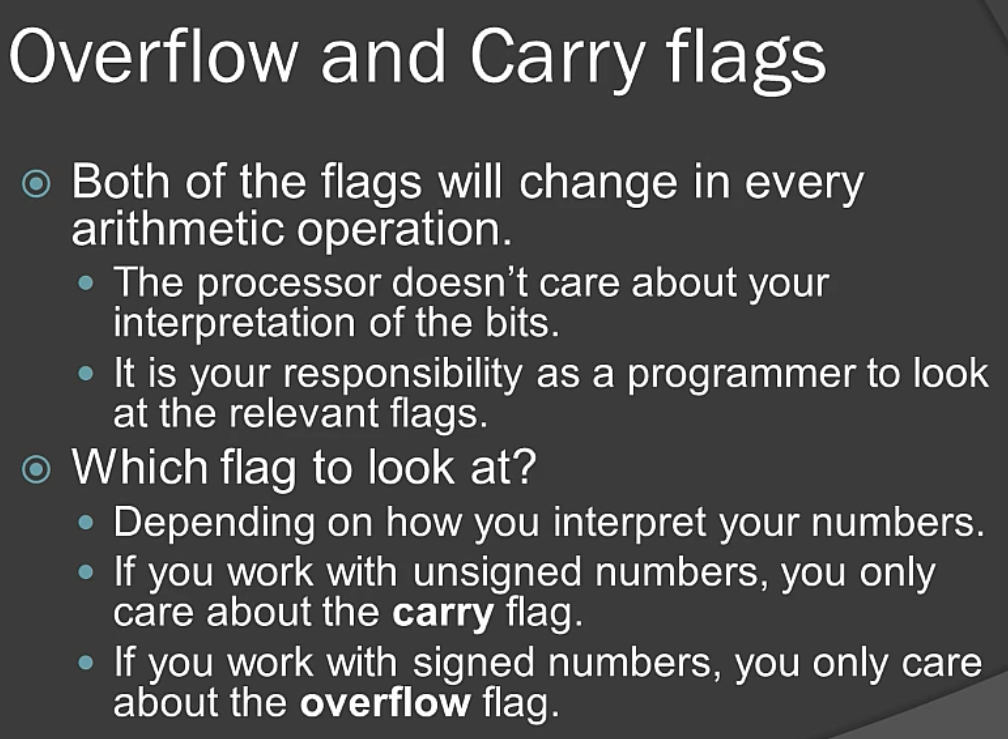 Overflow and Carry flags
Both of the flags will change in every
arithmetic operation.
The processor doesn't care about your
interpretation of the bits.
It is your responsibility as a programmer to look
at the relevant flags.
Which flag to look at?
Depending on how you interpret your numbers.
If you work with unsigned numbers, you only
care about the carry flag.
If you work with signed numbers, you only care
about the overflow flag.